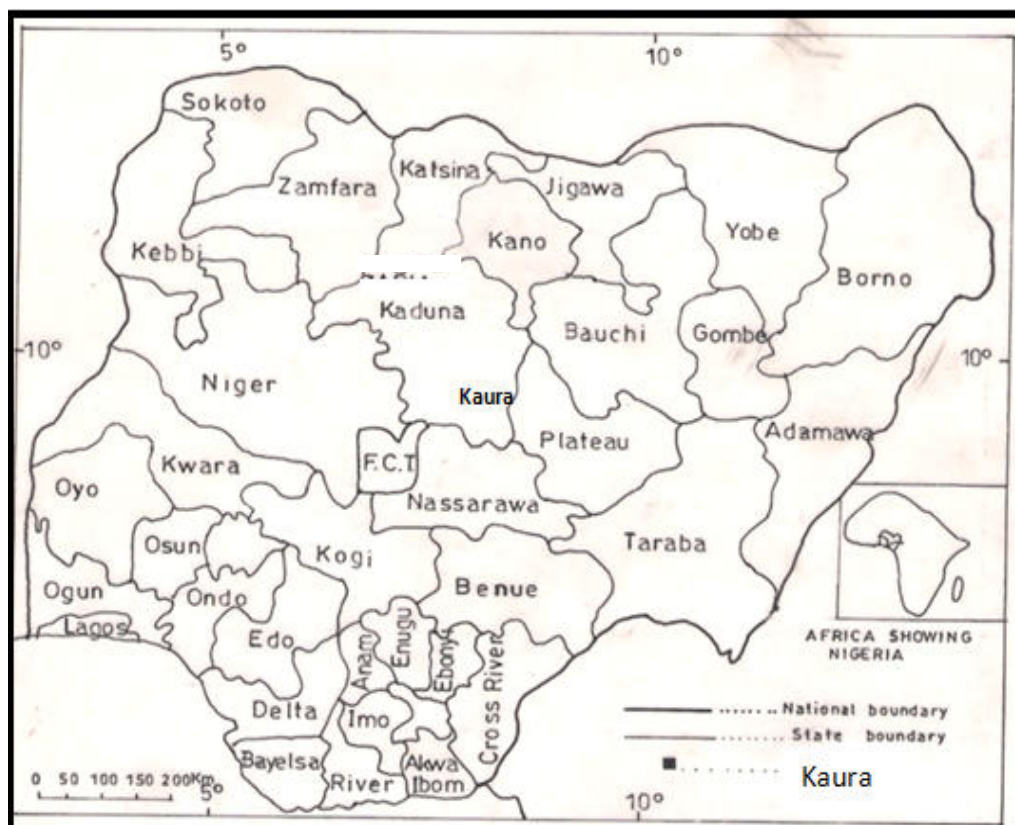 5°
10°
Sokoto
Katsina
Zamfara
Jigawa
Kano
Yobe
Kebbi
Borno
Kaduna
Bauchi
Gombe
10°
10°
Niger
Kaura
Plateau
Adamawa
F.C.T
Kwara
Oyo
Nassarawa
Osun
Kogi
Taraba
Ogun
Ondo
Benue
Lagos
Edo
Anam
Enugu
Ebony
Cross River
AFRICA SHOWING
NIGERIA
Delta
Imo
National boundary
State boundary
Bayelsa
River
Akwa
Ibom
Kaura
0 50 100 150 200Km
5°
10°